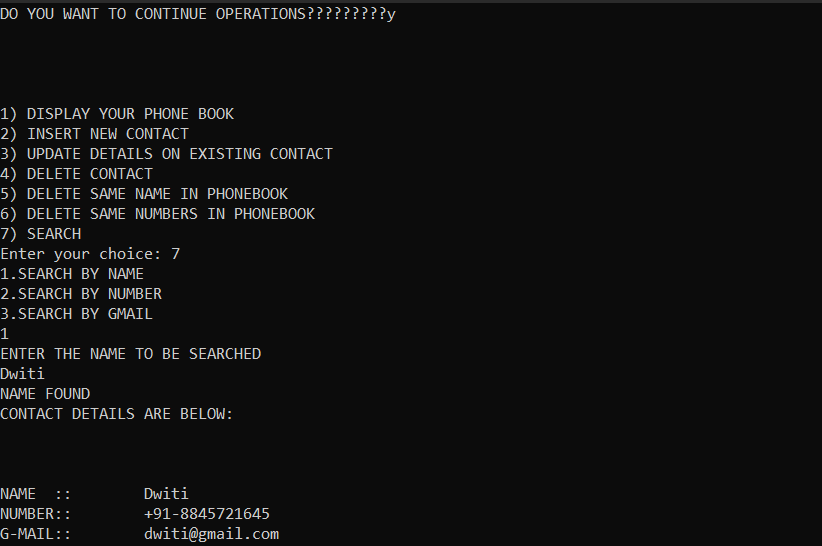 DO YOU WANT TO CONTINUE OPERATIONS?????????y
1) DISPLAY YOUR PHONE BOOK
2) INSERT NEW CONTACT
3) UPDATE DETAILS ON EXISTING CONTACT
4) DELETE CONTACT
5) DELETE SAME NAME IN PHONEBOOK
6) DELETE SAME NUMBERS IN PHONEBOOK
7) SEARCH
Enter your choice: 7
1.SEARCH BY NAME
2.SEARCH BY NUMBER
3.SEARCH BY GMAIL
1
ENTER THE NAME TO BE SEARCHED
Dwiti
NAME FOUND
CONTACT DETAILS ARE BELOW:
NAME  ::        Dwiti
NUMBER::        +91-8845721645
G-MAIL::        dwiti@gmail.com